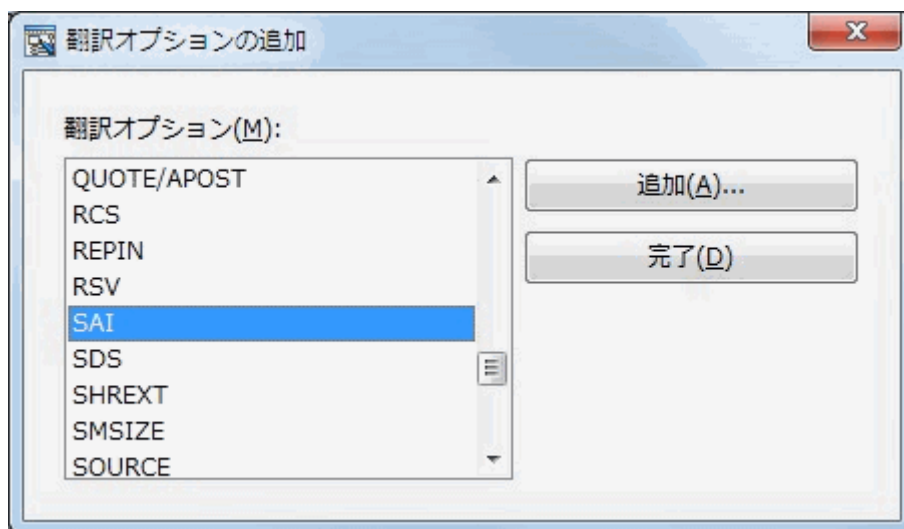 翻訳オプションの追加
翻訳オプション(M):
QUOTE/APOST
RCS
REPIN
RSV
SAI
SDS
SHREXT
SMSIZE
SOURCE
追加(A)...
完了(D)